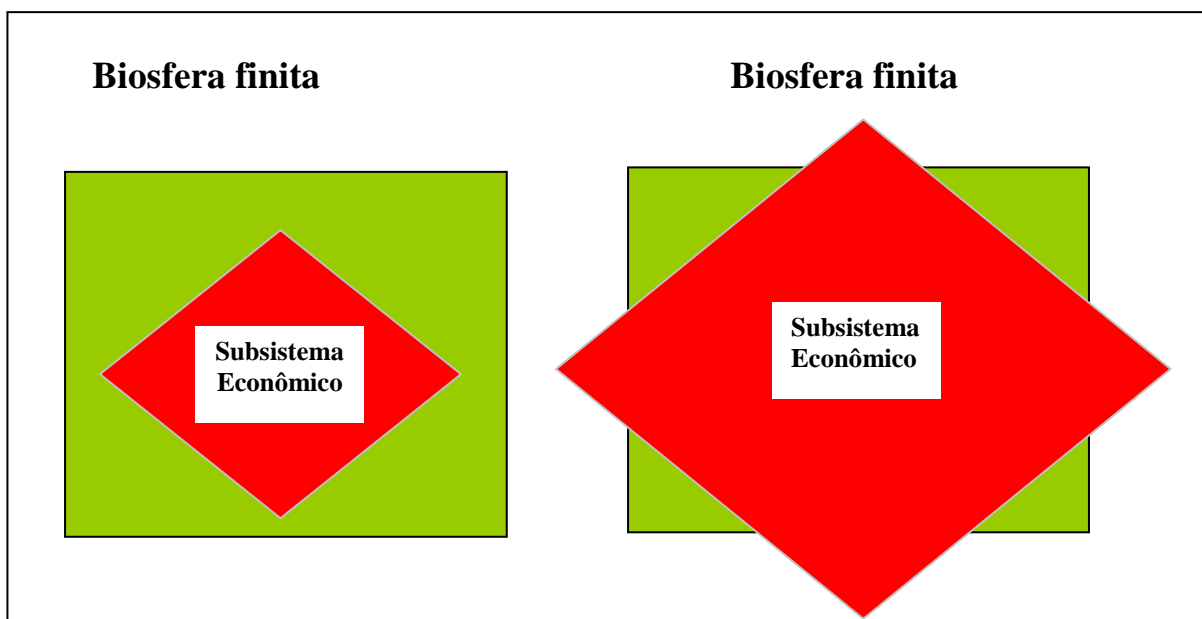 Biosfera finita
Biosfera finita
Subsistema
Econômico
Subsistema
Econômico